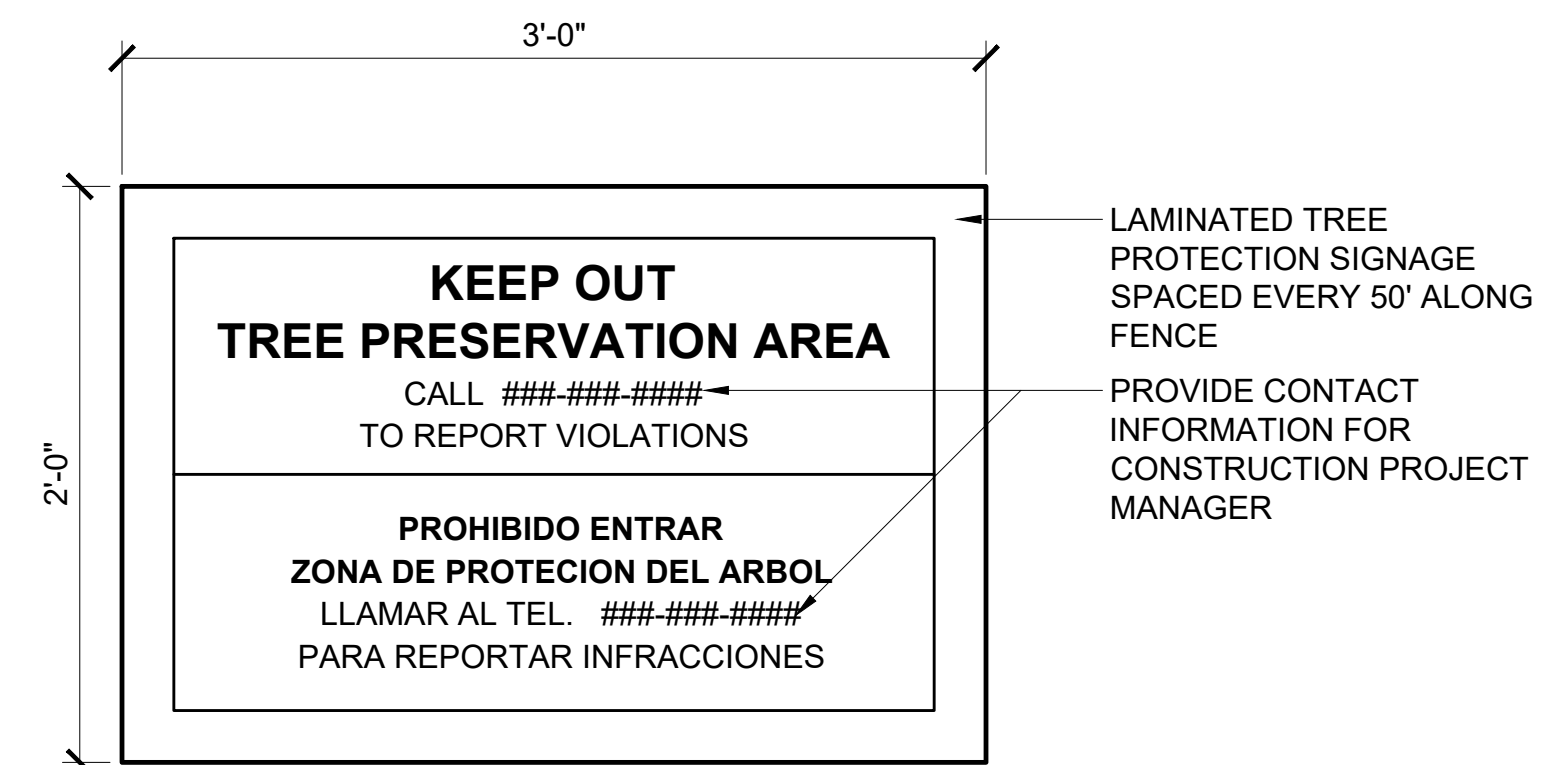 3'-0"
2'-0"
KEEP OUT
TREE PRESERVATION AREA
CALL ###-###-####
TO REPORT VIOLATIONS
PROHIBIDO ENTRAR
ZONA DE PROTECION DEL ARBOL
LLAMAR AL TEL. ###-###-####
PARA REPORTAR INFRACCIONES
LAMINATED TREE
PROTECTION SIGNAGE
SPACED EVERY 50' ALONG
FENCE
PROVIDE CONTACT
INFORMATION FOR
CONSTRUCTION PROJECT
MANAGER